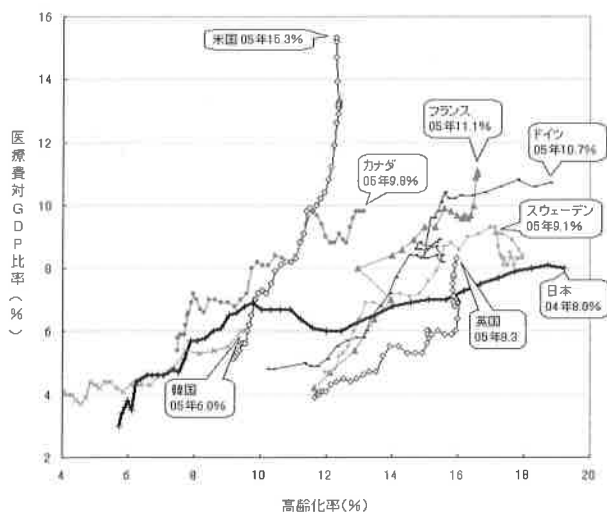 医療費対GDP比率(%)
16
14
12
10
8
6
4
2
4
6
8
10
12
14
16
18
20
高齢化率(%)
米国 05年15.3%
カナダ
05年9.8%
フランス
05年11.1%
ドイツ
05年10.7%
スウェーデン
05年9.1%
日本
04年8.0%
英国
05年8.3
韓国
05年6.0%